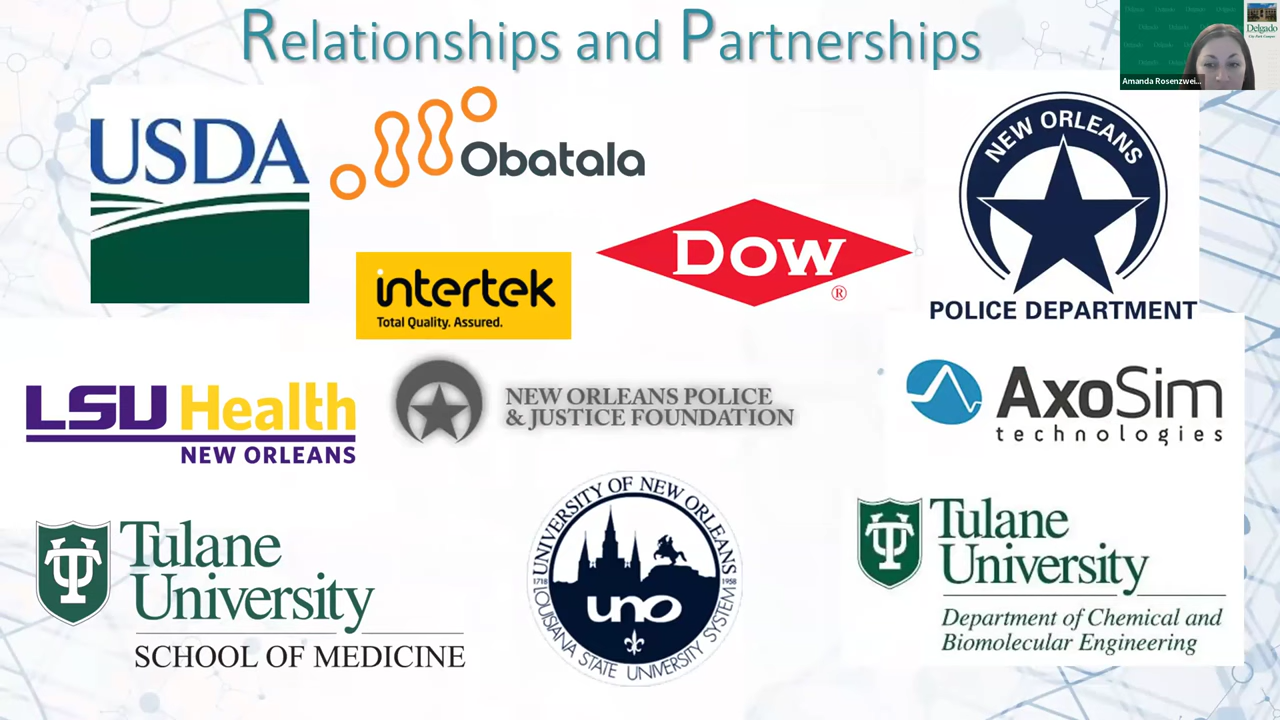 Relationships and Partnerships
Delgado
Amanda Rosenzwei...
USDA
Obatala
NEW ORLEANS
POLICE DEPARTMENT
Dow
®
intertek
Total Quality. Assured.
LSU Health
NEW ORLEANS
NEW ORLEANS POLICE
& JUSTICE FOUNDATION
AxoSim
technologies
Tulane
University
SCHOOL OF MEDICINE
UNIVERSITY OF NEW ORLEANS
1718
1958
uno
LOUISIANA STATE UNIVERSITY SYSTEM
Tulane
University
Department of Chemical and
Biomolecular Engineering